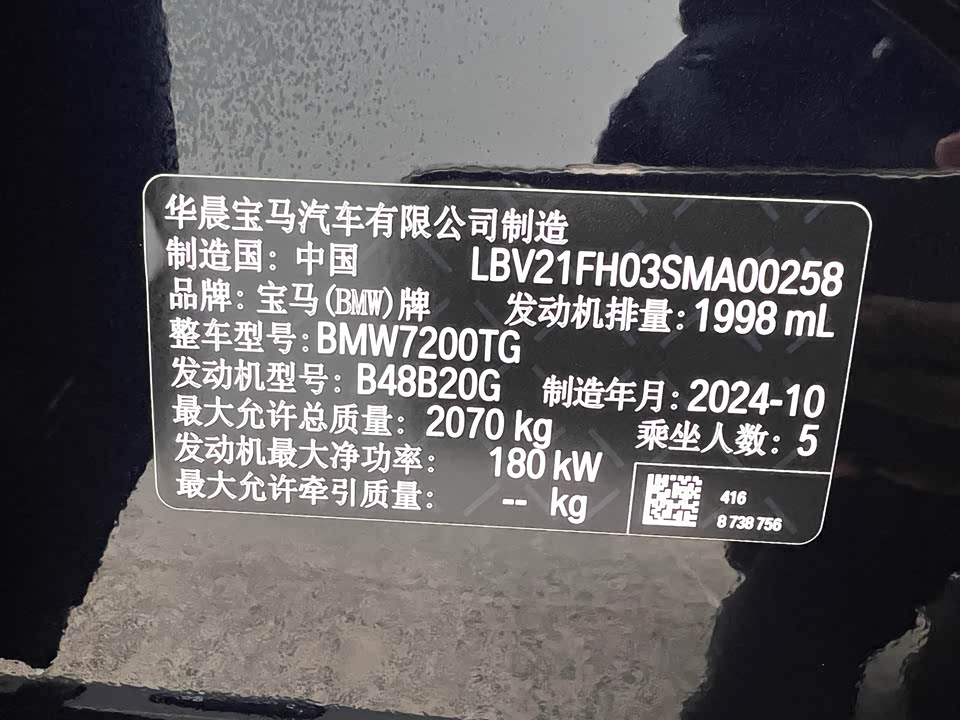 华晨宝马汽车有限公司制造
制造国：中国 LBV21FH03SMA00258
品牌：宝马(BMW)牌 发动机排量：1998 mL
整车型号：BMW7200TG
发动机型号：B48B20G 制造年月：2024-10
最大允许总质量：2070 kg 乘坐人数：5
发动机最大净功率：180 kW
最大允许牵引质量：-- kg
416
8 738 756